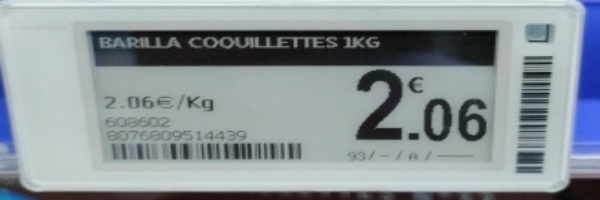 BARILLA COQUILLETTES 1KG
2.06€/Kg
2.06€
608602
8076809514439
93/-/A/----